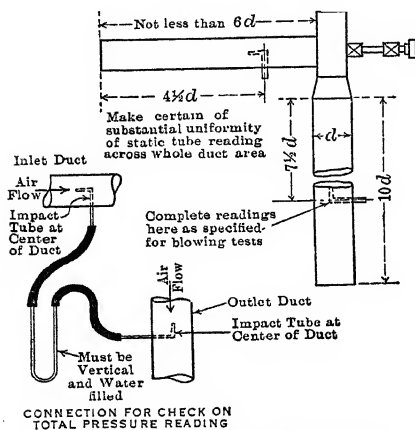 Not less than 6d
4½d
Make certain of
substantial uniformity
of static tube reading
across whole duct area
7½d
d
10d
Inlet Duct
Air
Flow
Impact
Tube at
Center
of Duct
Complete readings
here as specified
for blowing tests
Air
Flow
Outlet Duct
Impact Tube at
Center of Duct
Must be
Vertical
and Water
filled
CONNECTION FOR CHECK ON
TOTAL PRESSURE READING